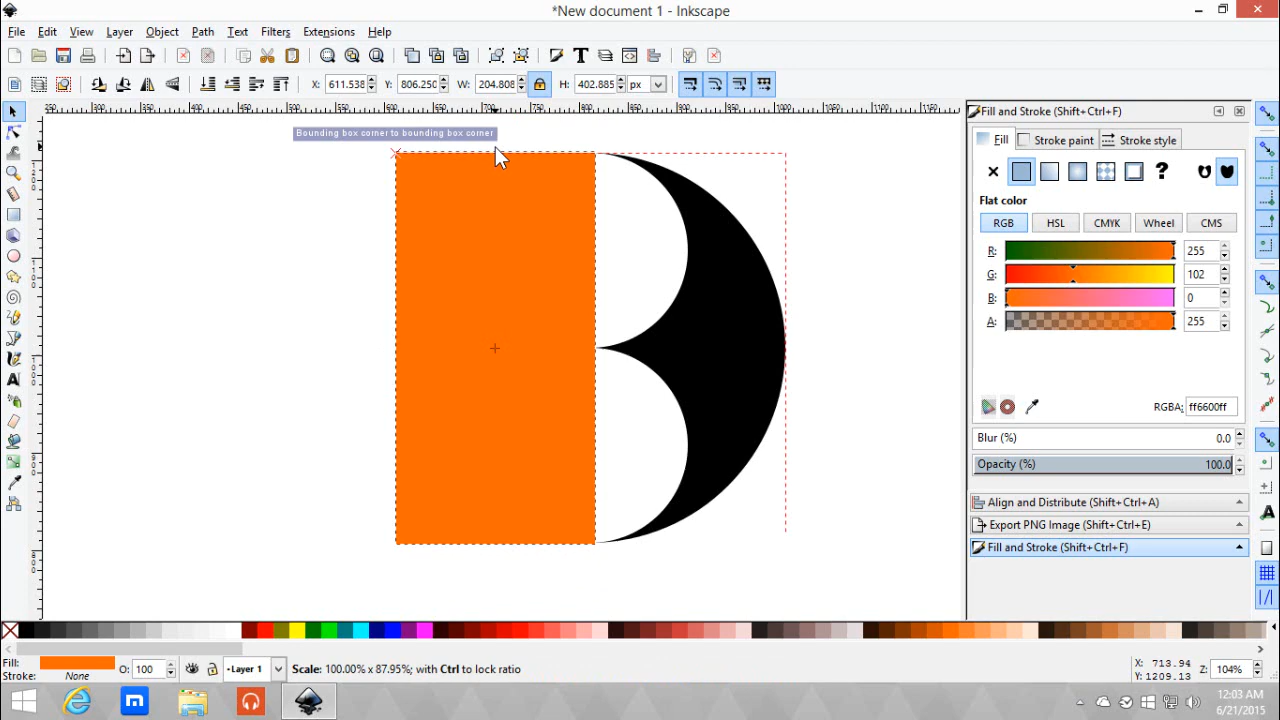 *New document 1 - Inkscape
File Edit View Layer Object Path Text Filters Extensions Help
X: 611.538 Y: 806.250 W: 204.808 H: 402.885 px
Bounding box corner to bounding box corner
Fill and Stroke (Shift+Ctrl+F)
Fill Stroke paint Stroke style
?
Flat color
RGB HSL CMYK Wheel CMS
R: 255
G: 102
B: 0
A: 255
RGBA: ff6600ff
Blur (%) 0.0
Opacity (%) 100.0
Align and Distribute (Shift+Ctrl+A)
Export PNG Image (Shift+Ctrl+E)
Fill and Stroke (Shift+Ctrl+F)
Fill:
Stroke: None
O: 100
Layer 1
Scale: 100.00% x 87.95%; with Ctrl to lock ratio
X: 713.94
Y: 1209.13
Z: 104%
12:03 AM
6/21/2015